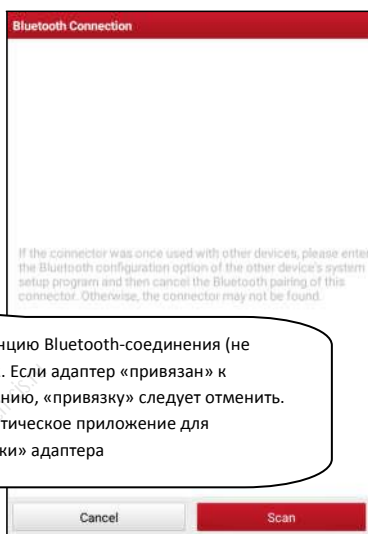 Bluetooth Connection
If the connector was once used with other devices, please enter
the Bluetooth configuration option of the other device's system
setup program and then cancel the Bluetooth pairing of this
connector. Otherwise, the connector may not be found.
нцию Bluetooth-соединения (не
. Если адаптер «привязан» к
нию, «привязку» следует отменить.
тическое приложение для
ки» адаптера
Cancel
Scan